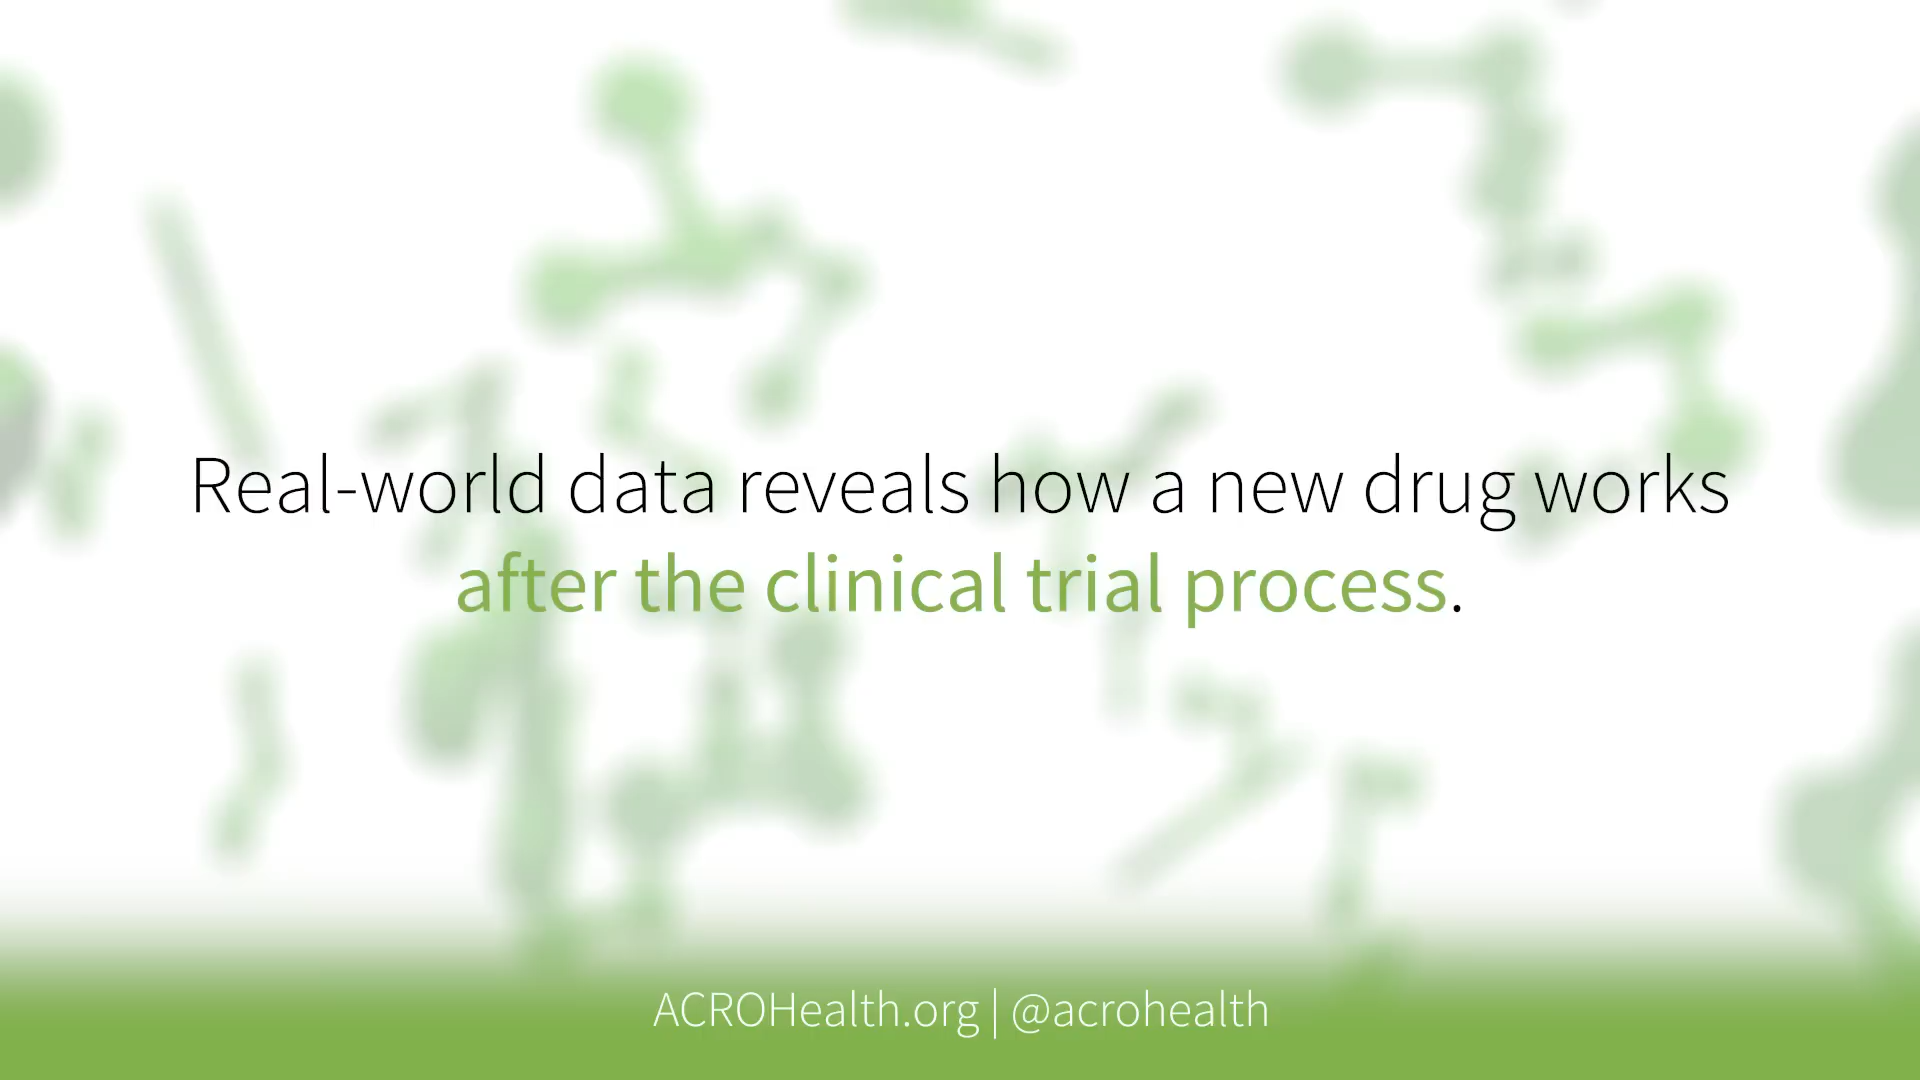 Real-world data reveals how a new drug works
after the clinical trial process.
ACROHealth.org | @acrohealth